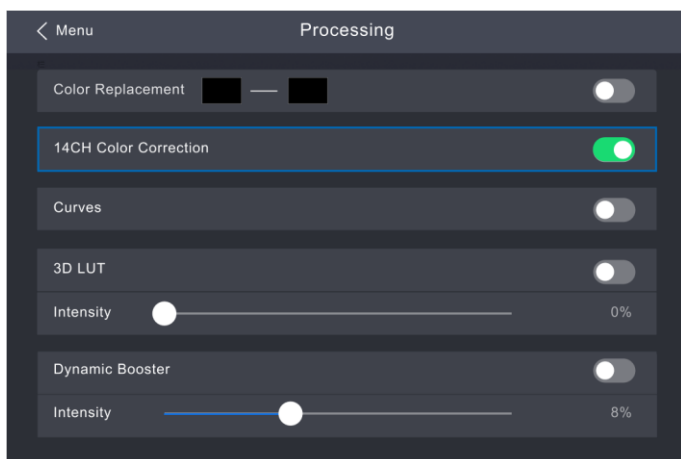 Menu
Processing
Color Replacement
14CH Color Correction
Curves
3D LUT
Intensity 0%
Dynamic Booster
Intensity 8%